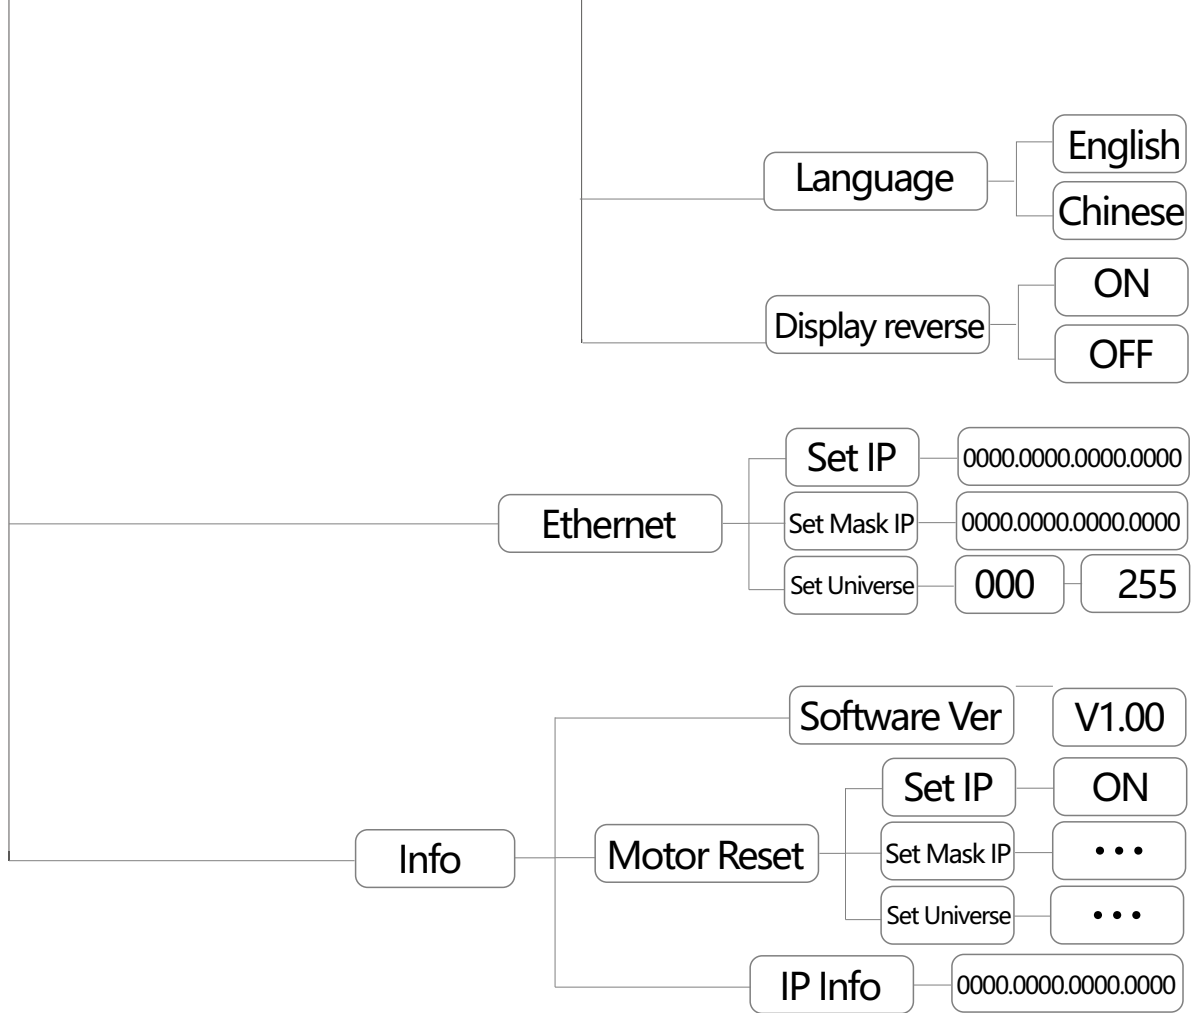 English
Language
Chinese
ON
Display reverse
OFF
Set IP 0000.0000.0000.0000
Ethernet Set Mask IP 0000.0000.0000.0000
Set Universe 000 255
Software Ver V1.00
Set IP ON
Info Motor Reset Set Mask IP •••
Set Universe •••
IP Info 0000.0000.0000.0000